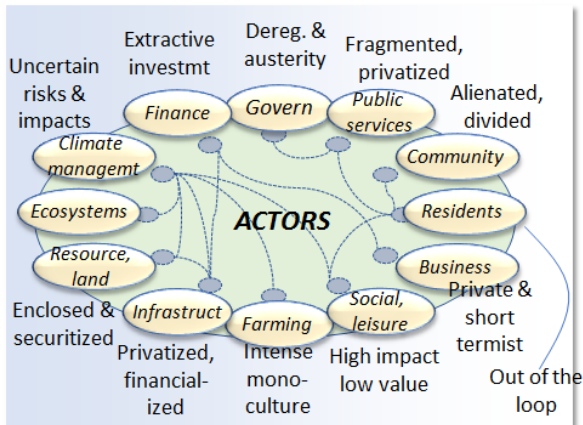 Dereg. &
austerity
Extractive
investmt
Fragmented,
privatized
Uncertain
risks &
impacts
Alienated,
divided
Finance
Govern
Public
services
Climate
managemt
Community
Ecosystems
ACTORS
Residents
Resource,
land
Business
Infrastruct
Farming
Social,
leisure
Enclosed &
securitized
Private &
short
termist
Privatized,
financial-
ized
Intense
mono-
culture
High impact
low value
Out of the
loop